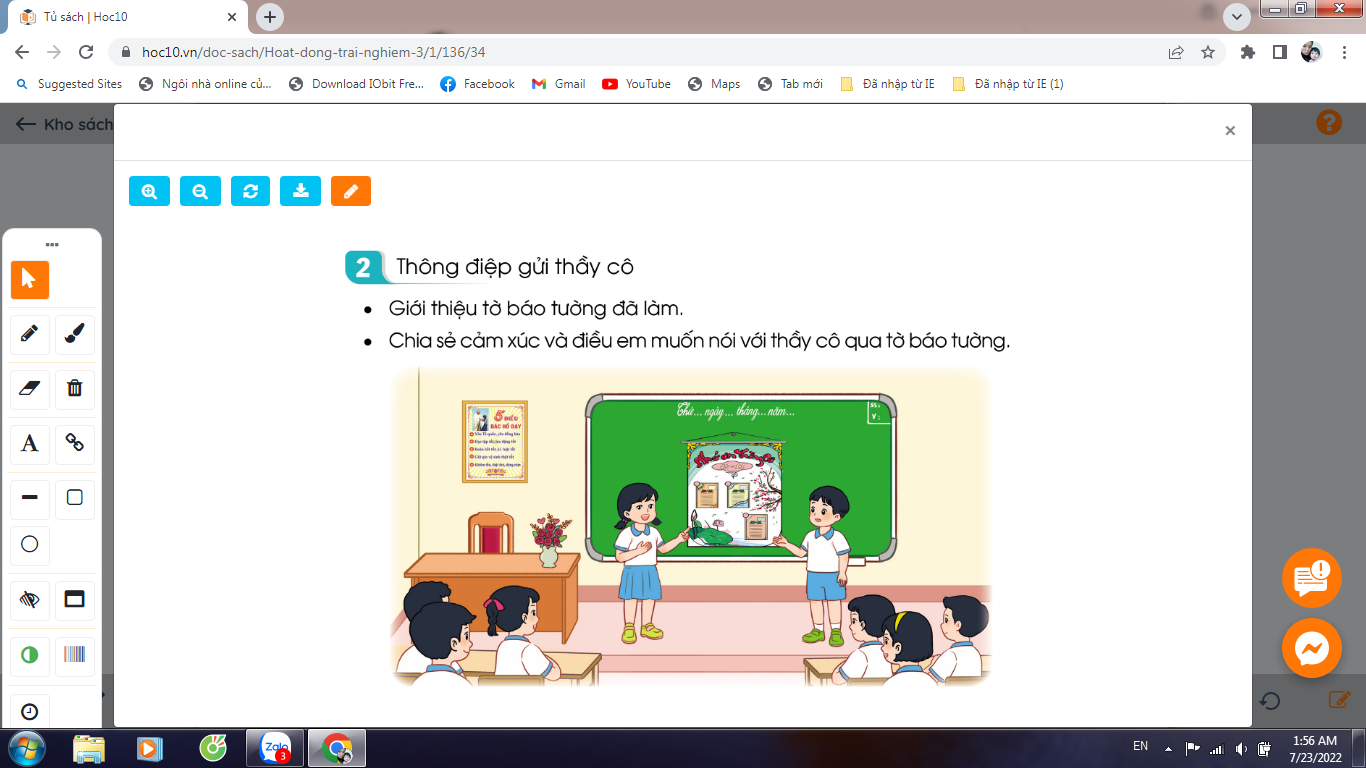 Tủ sách | Hoc10
hoc10.vn/doc-sach/Hoat-dong-trai-nghiem-3/1/136/34
Suggested Sites
Ngôi nhà online củ...
Download IObit Fre...
Facebook
Gmail
YouTube
Maps
Tab mới
Đã nhập từ IE
Đã nhập từ IE (1)
Kho sách
2 Thông điệp gửi thầy cô
• Giới thiệu tờ báo tường đã làm.
• Chia sẻ cảm xúc và điều em muốn nói với thầy cô qua tờ báo tường.
Thứ... ngày... tháng... năm...
SS:
V:
5 ĐIỀU
BÁC HỒ DẠY
A
Zalo
3
EN
1:56 AM
7/23/2022